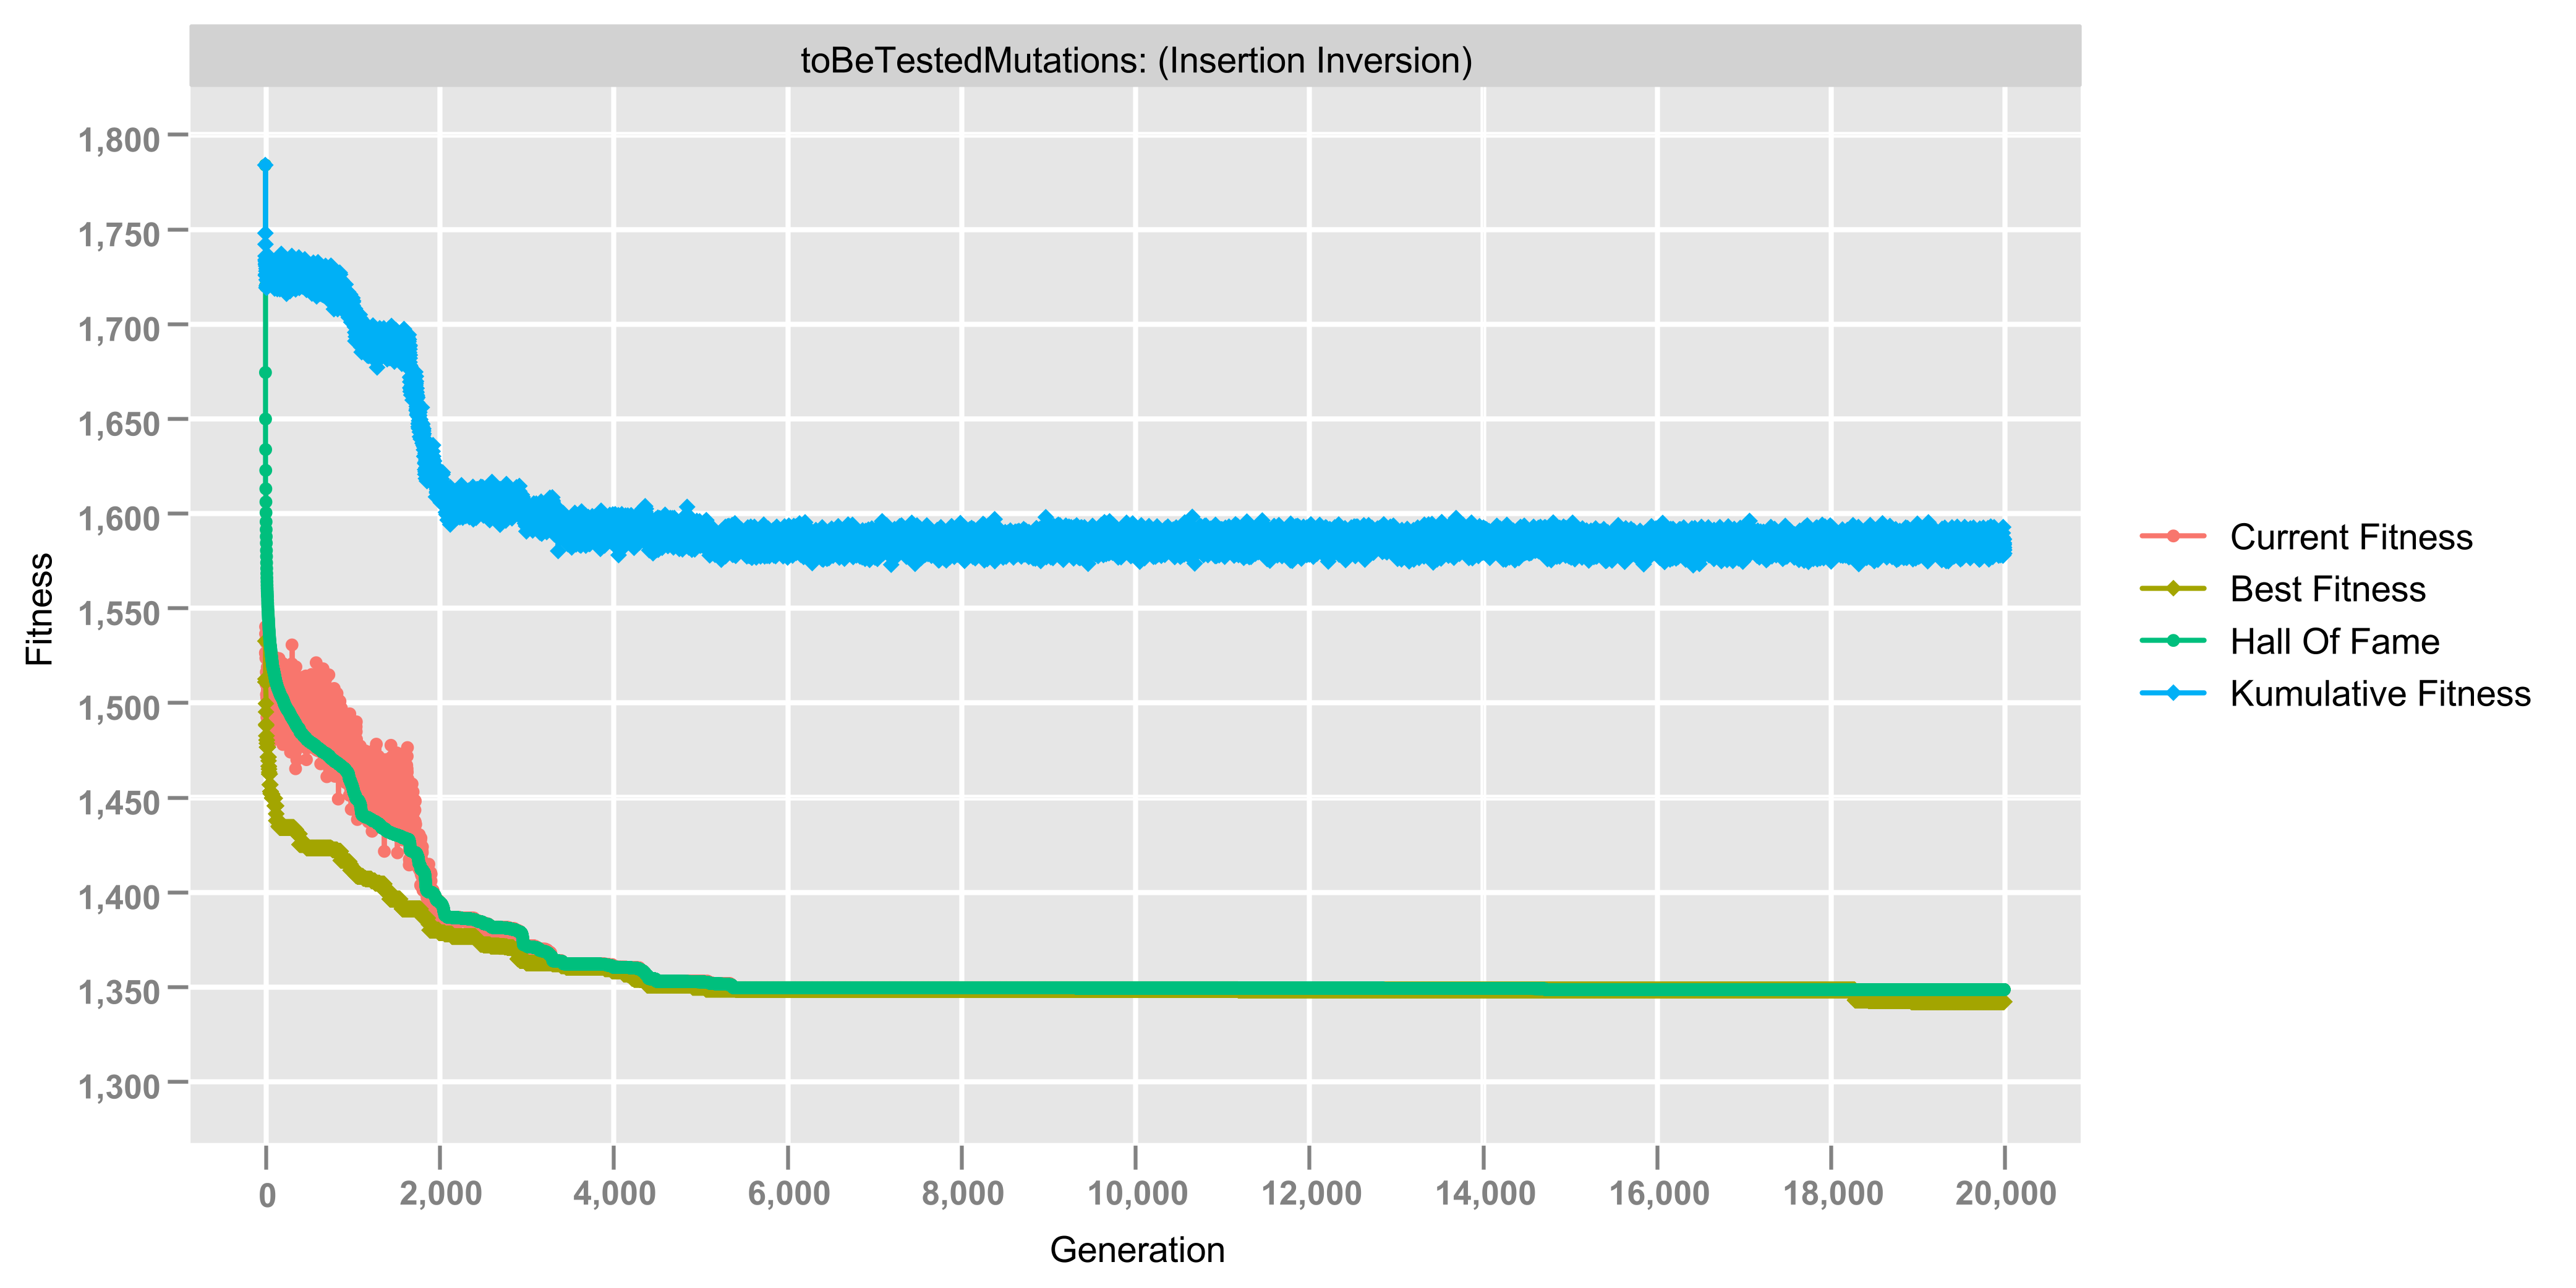 toBeTestedMutations: (Insertion Inversion)
1,800
1,750
1,700
1,650
1,600
1,550
1,500
1,450
1,400
1,350
1,300
Fitness
0 2,000 4,000 6,000 8,000 10,000 12,000 14,000 16,000 18,000 20,000
Generation
Current Fitness
Best Fitness
Hall Of Fame
Kumulative Fitness